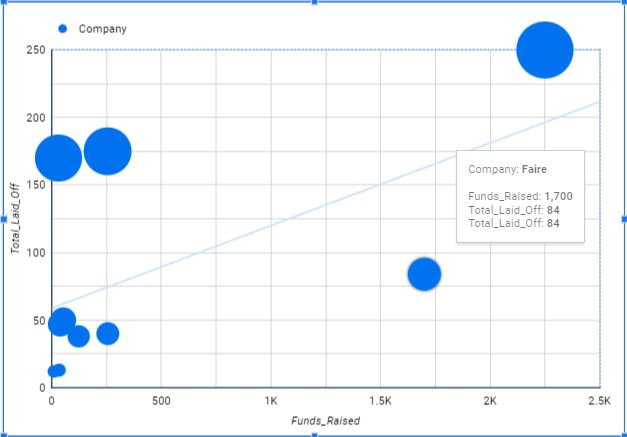 Company
250
200
150
100
50
0
Total_Laid_Off
Company: Faire
Funds_Raised: 1,700
Total_Laid_Off: 84
Total_Laid_Off: 84
0
500
1K
1.5K
2K
2.5K
Funds_Raised